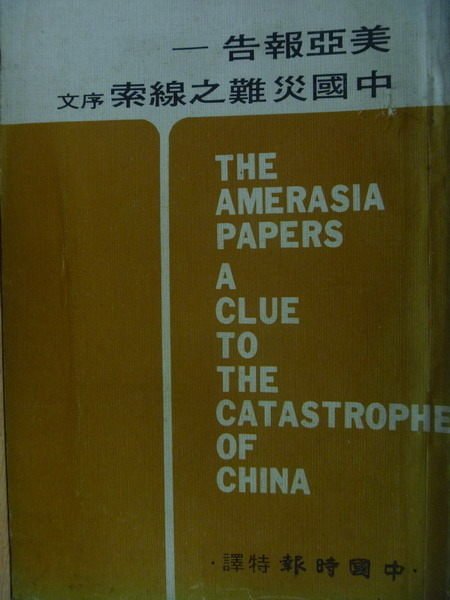 美亞報告—
中國災難之線索 序文
THE
AMERASIA
PAPERS
A
CLUE
TO
THE
CATASTROPHE
OF
CHINA
·中國時報特譯·